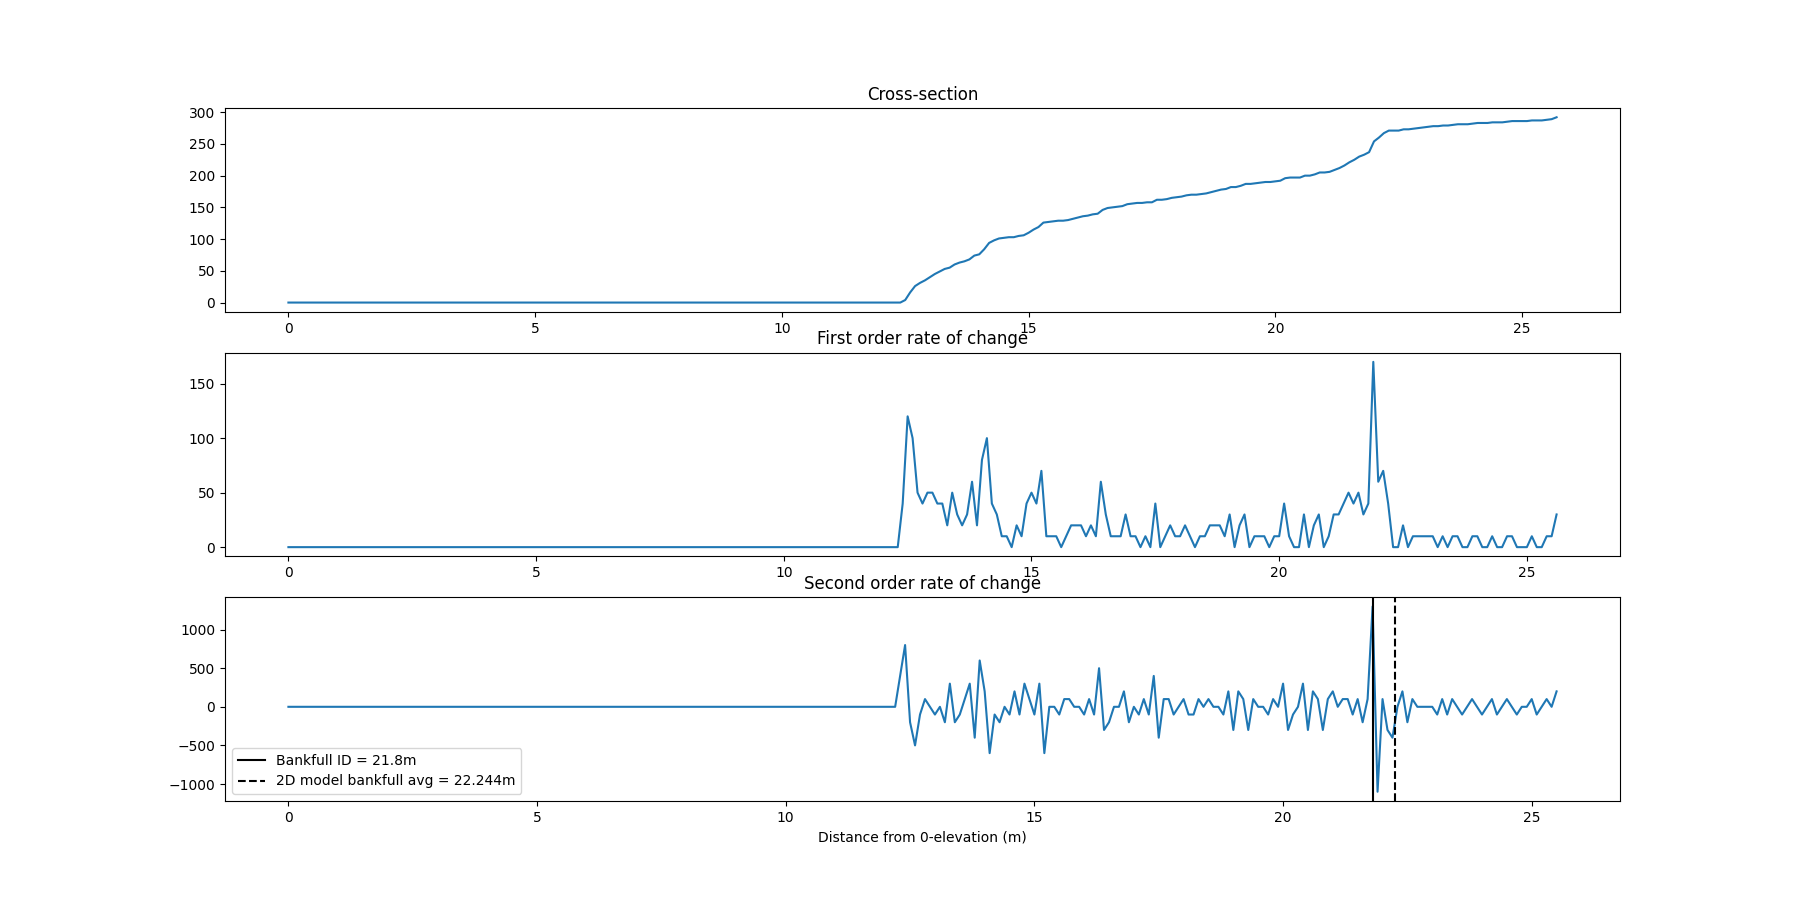 Cross-section
300
250
200
150
100
50
0
0 5 10 15 20 25
First order rate of change
150
100
50
0
0 5 10 15 20 25
Second order rate of change
1000
500
0
−500
−1000
Bankfull ID = 21.8m
2D model bankfull avg = 22.244m
0 5 10 15 20 25
Distance from 0-elevation (m)